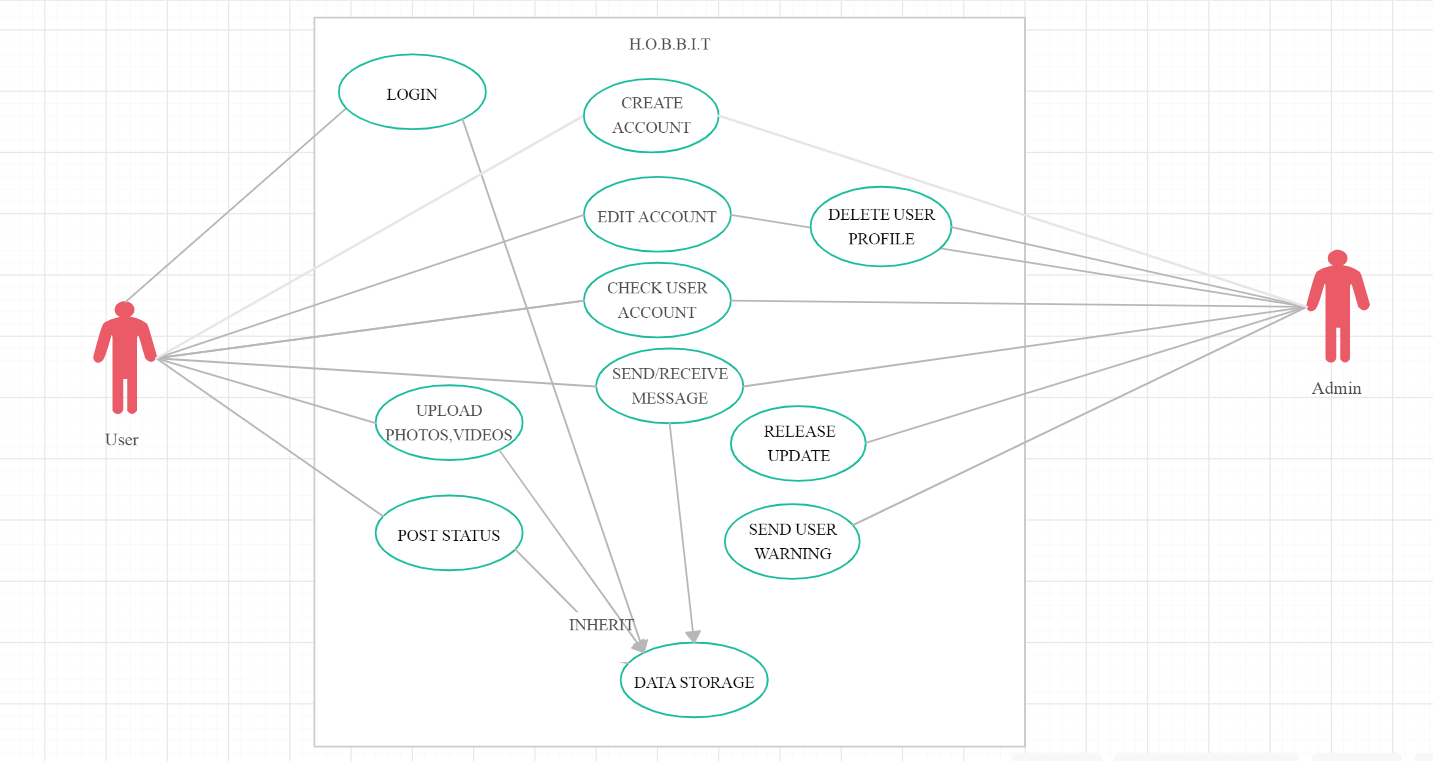 H.O.B.B.I.T
LOGIN
CREATE
ACCOUNT
EDIT ACCOUNT
DELETE USER
PROFILE
CHECK USER
ACCOUNT
SEND/RECEIVE
MESSAGE
Admin
UPLOAD
PHOTOS,VIDEOS
User
RELEASE
UPDATE
POST STATUS
SEND USER
WARNING
INHERIT
DATA STORAGE